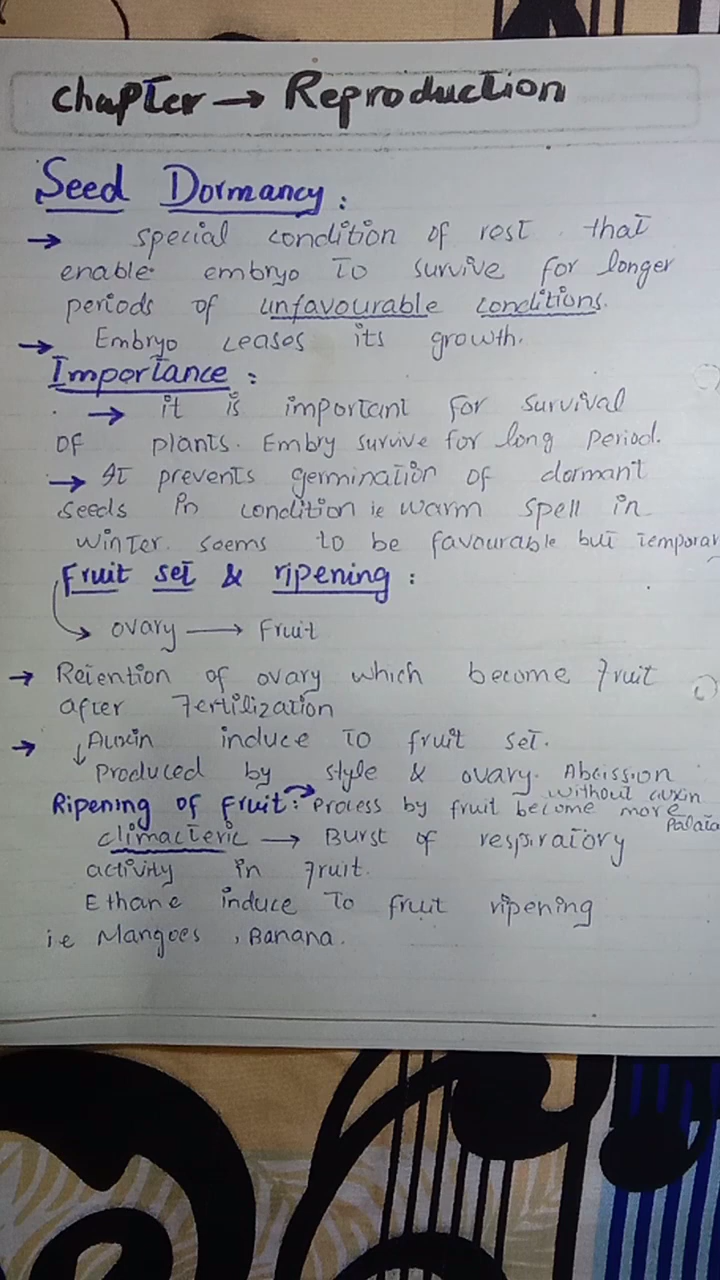 Chapter → Reproduction
Seed Dormancy:
→ special condition of rest that
enable embryo to survive for longer
periods of unfavourable conditions.
→ Embryo ceases its growth.
Importance:
→ it is important for survival
of plants. Embry survive for long period.
→ It prevents germination of dormant
seeds in condition ie warm spell in
winter. seems to be favourable but temporar
Fruit set & ripening:
→ ovary → Fruit
→ Retention of ovary which become fruit
after fertilization
→ Auxin induce to fruit set.
↓ Produced by style & ovary. Abcission
without auxin
Ripening of fruit: → Process by fruit become more
Palata
climacteric → Burst of respiratory
activity in fruit.
Ethane induce to fruit ripening
i.e Mangoes, Banana.